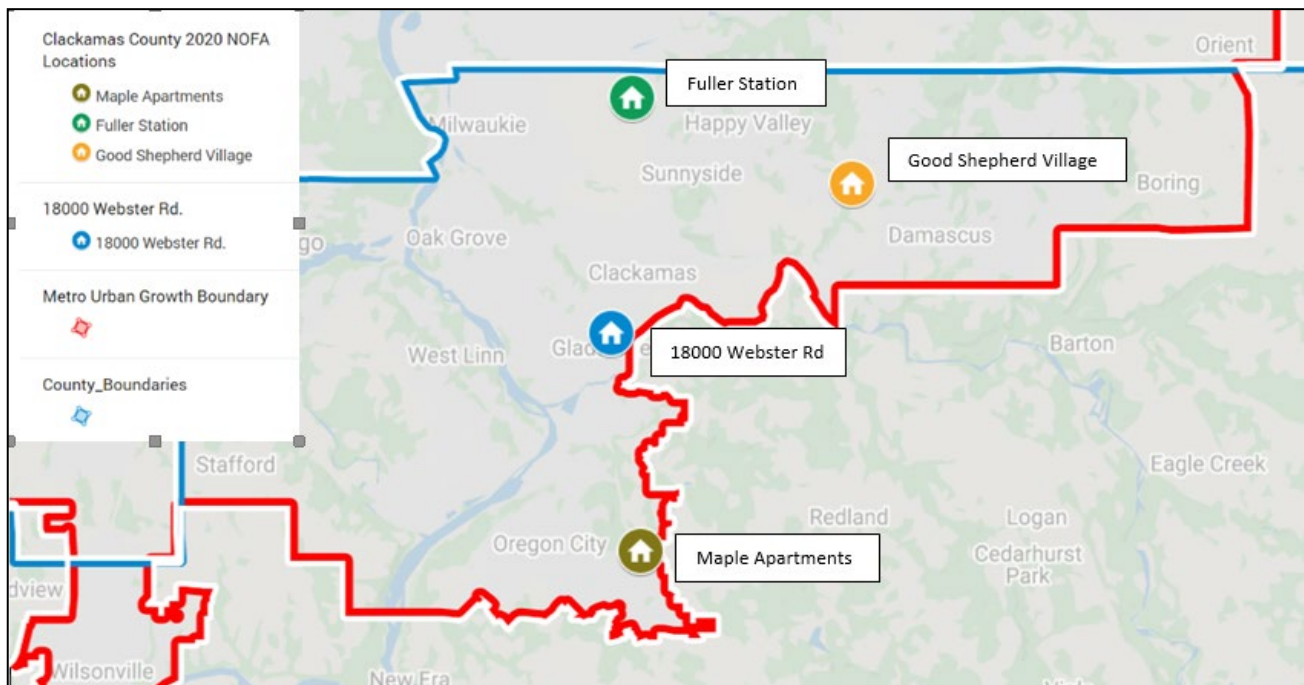 Clackamas County 2020 NOFA
Locations
Maple Apartments
Fuller Station
Good Shepherd Village
18000 Webster Rd.
18000 Webster Rd.
Metro Urban Growth Boundary
County_Boundaries
Orient
Fuller Station
Milwaukie
Happy Valley
Good Shepherd Village
Sunnyside
Boring
go
Oak Grove
Damascus
Clackamas
Glad
e
18000 Webster Rd
West Linn
Barton
Stafford
Eagle Creek
Redland
Logan
Oregon City
Maple Apartments
Cedarhurst
Park
dview
Wilsonville
New Era